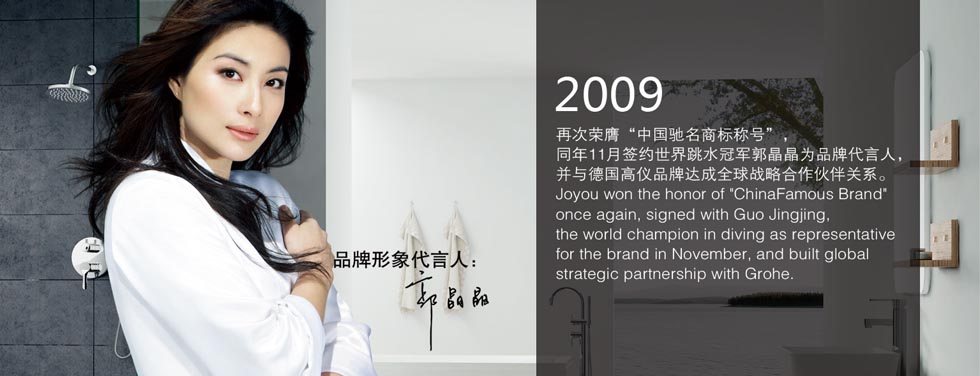 品牌形象代言人：
郭晶晶
2009
再次荣膺“中国驰名商标称号”，
同年11月签约世界跳水冠军郭晶晶为品牌代言人，
并与德国高仪品牌达成全球战略合作伙伴关系。
Joyou won the honor of "ChinaFamous Brand"
once again, signed with Guo Jingjing,
the world champion in diving as representative
for the brand in November, and built global
strategic partnership with Grohe.